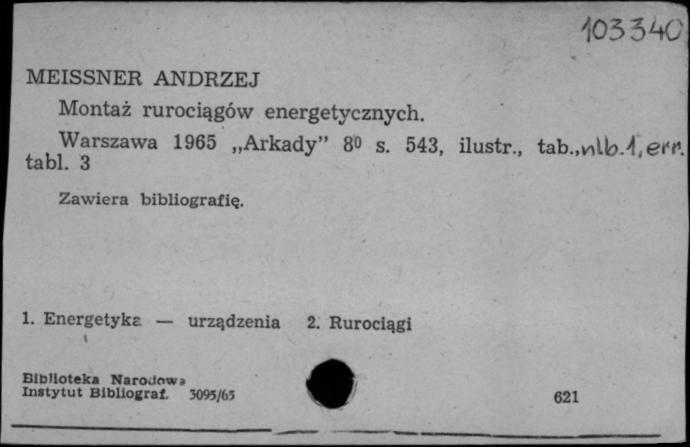 103340
MEISSNER ANDRZEJ
Montaż rurociągów energetycznych.
Warszawa 1965 „Arkady” 8⁰ s. 543, ilustr., tab., nlb. 1, err.
tabl. 3
Zawiera bibliografię.
1. Energetyka — urządzenia 2. Rurociągi
Biblioteka Narodowa
Instytut Bibliograf. 3095/65 621